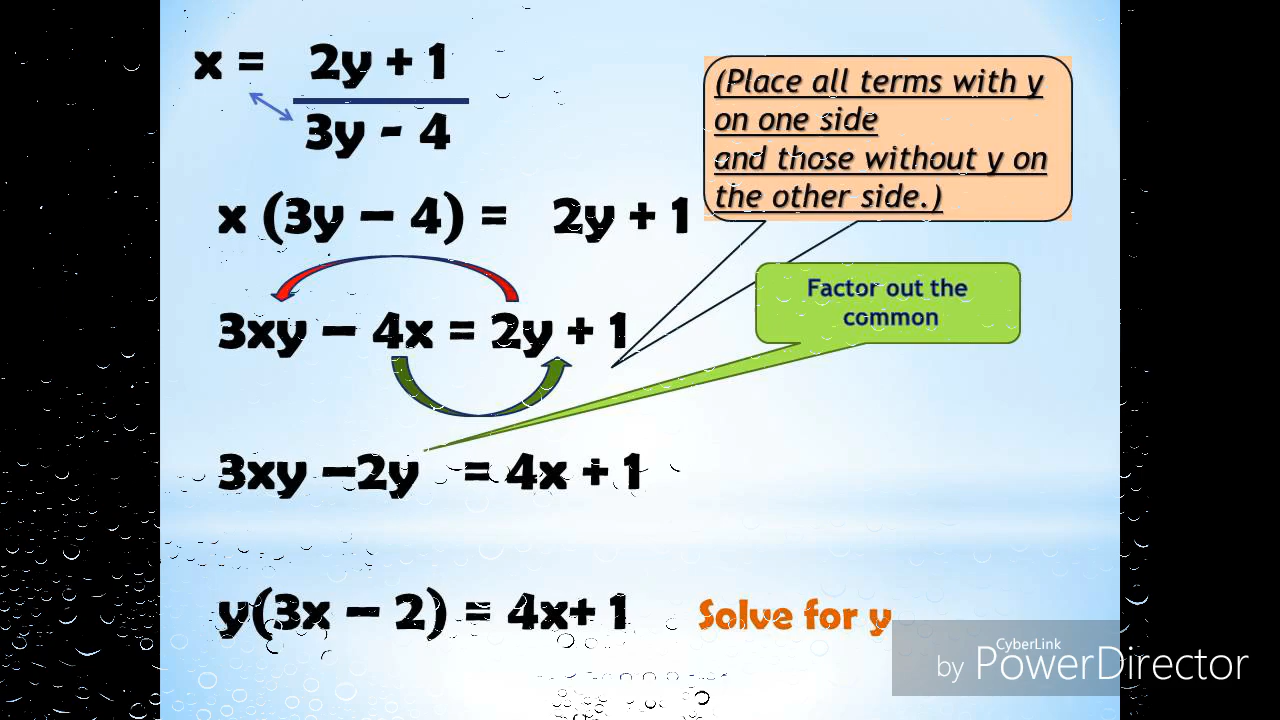 x = 2y + 1
3y - 4
(Place all terms with y
on one side
and those without y on
the other side.)
x (3y – 4) = 2y + 1
Factor out the
common
3xy – 4x = 2y + 1
3xy –2y = 4x + 1
y(3x – 2) = 4x+ 1 Solve for y
CyberLink
by PowerDirector